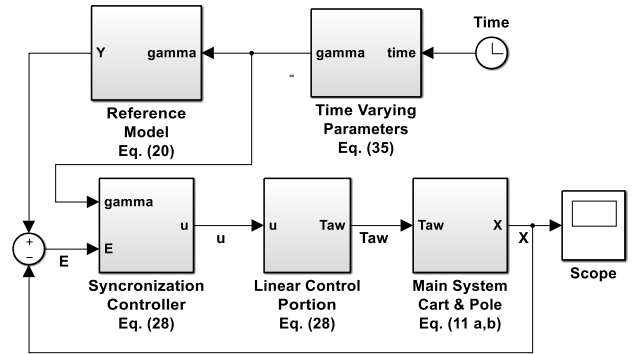 Time
Y
gamma
gamma
time
-
Reference
Model
Eq. (20)
Time Varying
Parameters
Eq. (35)
gamma
u
E
u
Taw
Taw
X
+
−
E
u
Taw
X
Syncronization
Controller
Eq. (28)
Linear Control
Portion
Eq. (28)
Main System
Cart & Pole
Eq. (11 a,b)
Scope